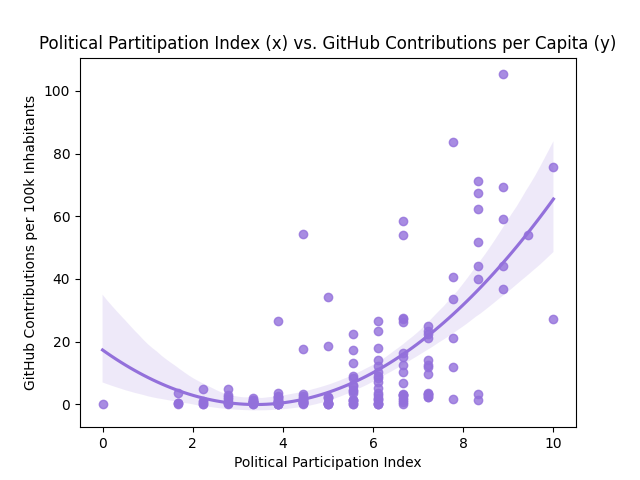 Political Partitipation Index (x) vs. GitHub Contributions per Capita (y)
GitHub Contributions per 100k Inhabitants
100
80
60
40
20
0
0 2 4 6 8 10
Political Participation Index